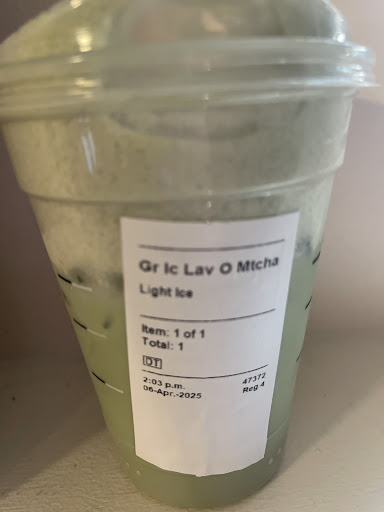 Gr Ic Lav O Mtcha
Light Ice
Item: 1 of 1
Total: 1
DT
2:03 p.m. 47372
06-Apr.-2025 Reg 4